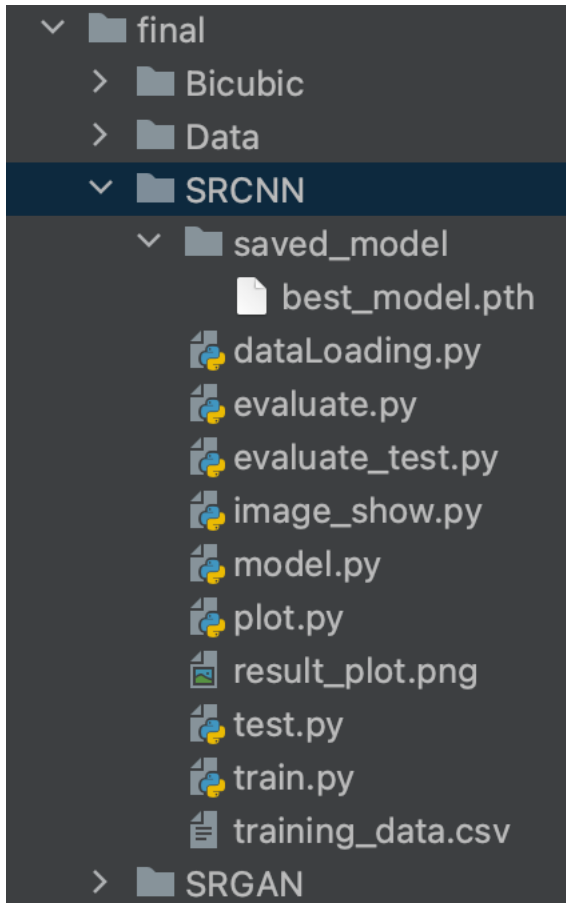 final
Bicubic
Data
SRCNN
saved_model
best_model.pth
dataLoading.py
evaluate.py
evaluate_test.py
image_show.py
model.py
plot.py
result_plot.png
test.py
train.py
training_data.csv
SRGAN